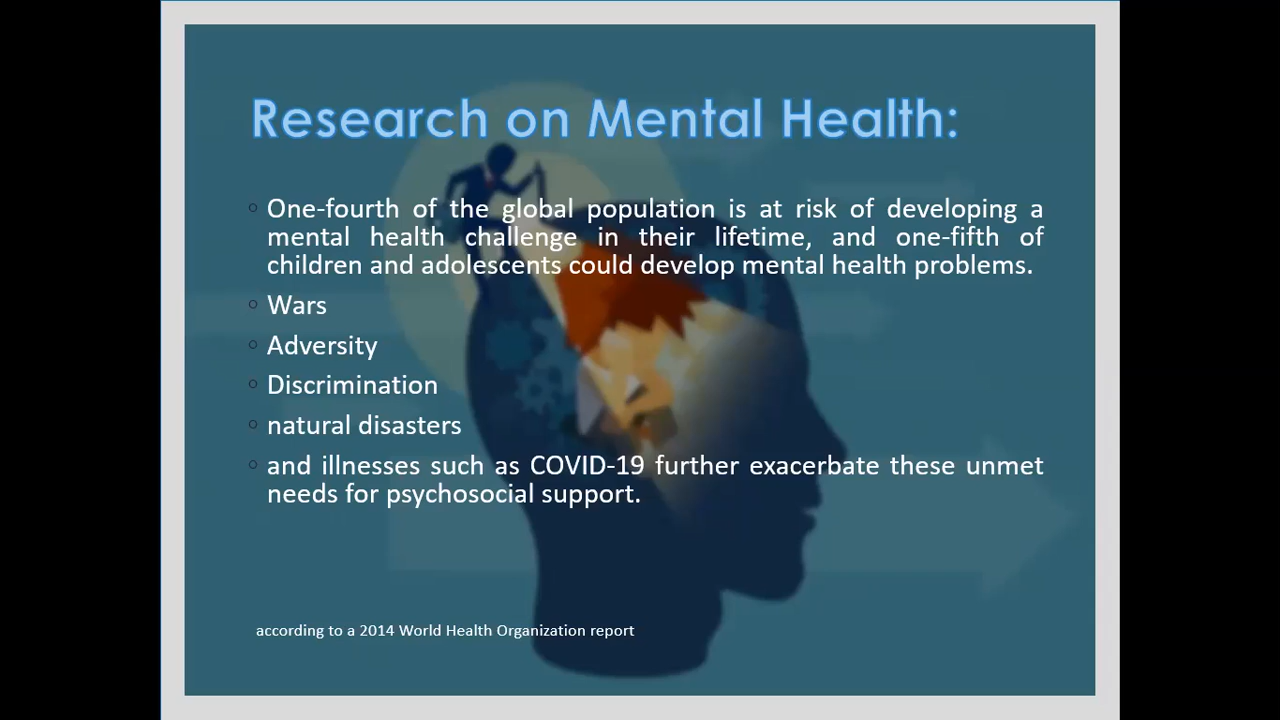 Research on Mental Health:
One-fourth of the global population is at risk of developing a
mental health challenge in their lifetime, and one-fifth of
children and adolescents could develop mental health problems.
Wars
Adversity
Discrimination
natural disasters
and illnesses such as COVID-19 further exacerbate these unmet
needs for psychosocial support.
according to a 2014 World Health Organization report